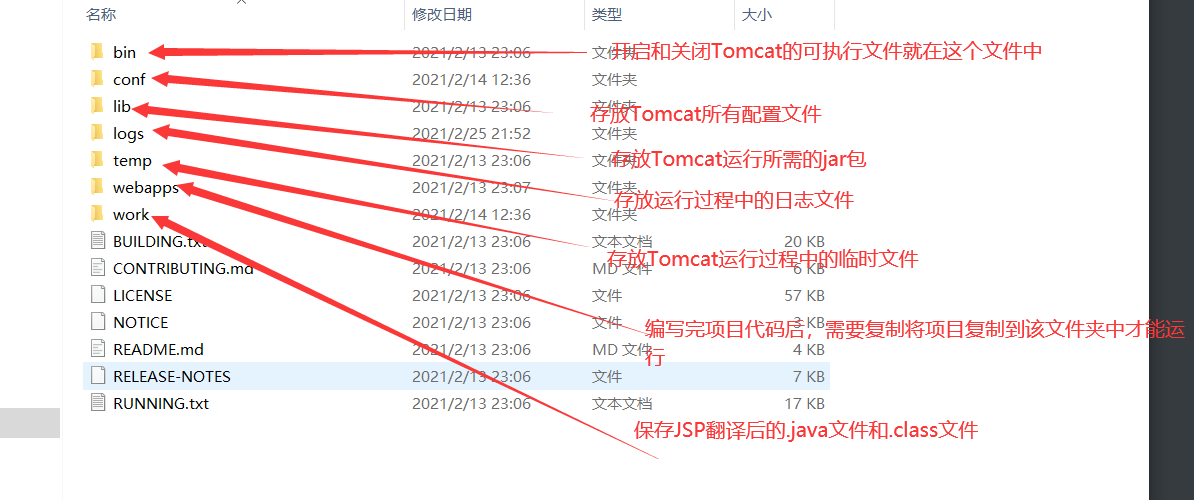 名称 修改日期 类型 大小
bin 2021/2/13 23:06 文件夹 开启和关闭Tomcat的可执行文件就在这个文件中
conf 2021/2/14 12:36 文件夹
lib 2021/2/13 23:06 文件夹 存放Tomcat所有配置文件
logs 2021/2/25 21:52 文件夹
temp 2021/2/13 23:06 文件夹 存放Tomcat运行所需的jar包
webapps 2021/2/13 23:07 文件夹 存放运行过程中的日志文件
work 2021/2/14 12:36 文件夹
BUILDING.txt 2021/2/13 23:06 文本文档 20 KB
CONTRIBUTING.md 2021/2/13 23:06 MD 文件 6 KB 存放Tomcat运行过程中的临时文件
LICENSE 2021/2/13 23:06 文件 57 KB
NOTICE 2021/2/13 23:06 文件 3 KB 编写完项目代码后，需要复制将项目复制到该文件夹中才能运
README.md 2021/2/13 23:06 MD 文件 4 KB 行
RELEASE-NOTES 2021/2/13 23:06 文件 7 KB
RUNNING.txt 2021/2/13 23:06 文本文档 17 KB
保存JSP翻译后的.java文件和.class文件